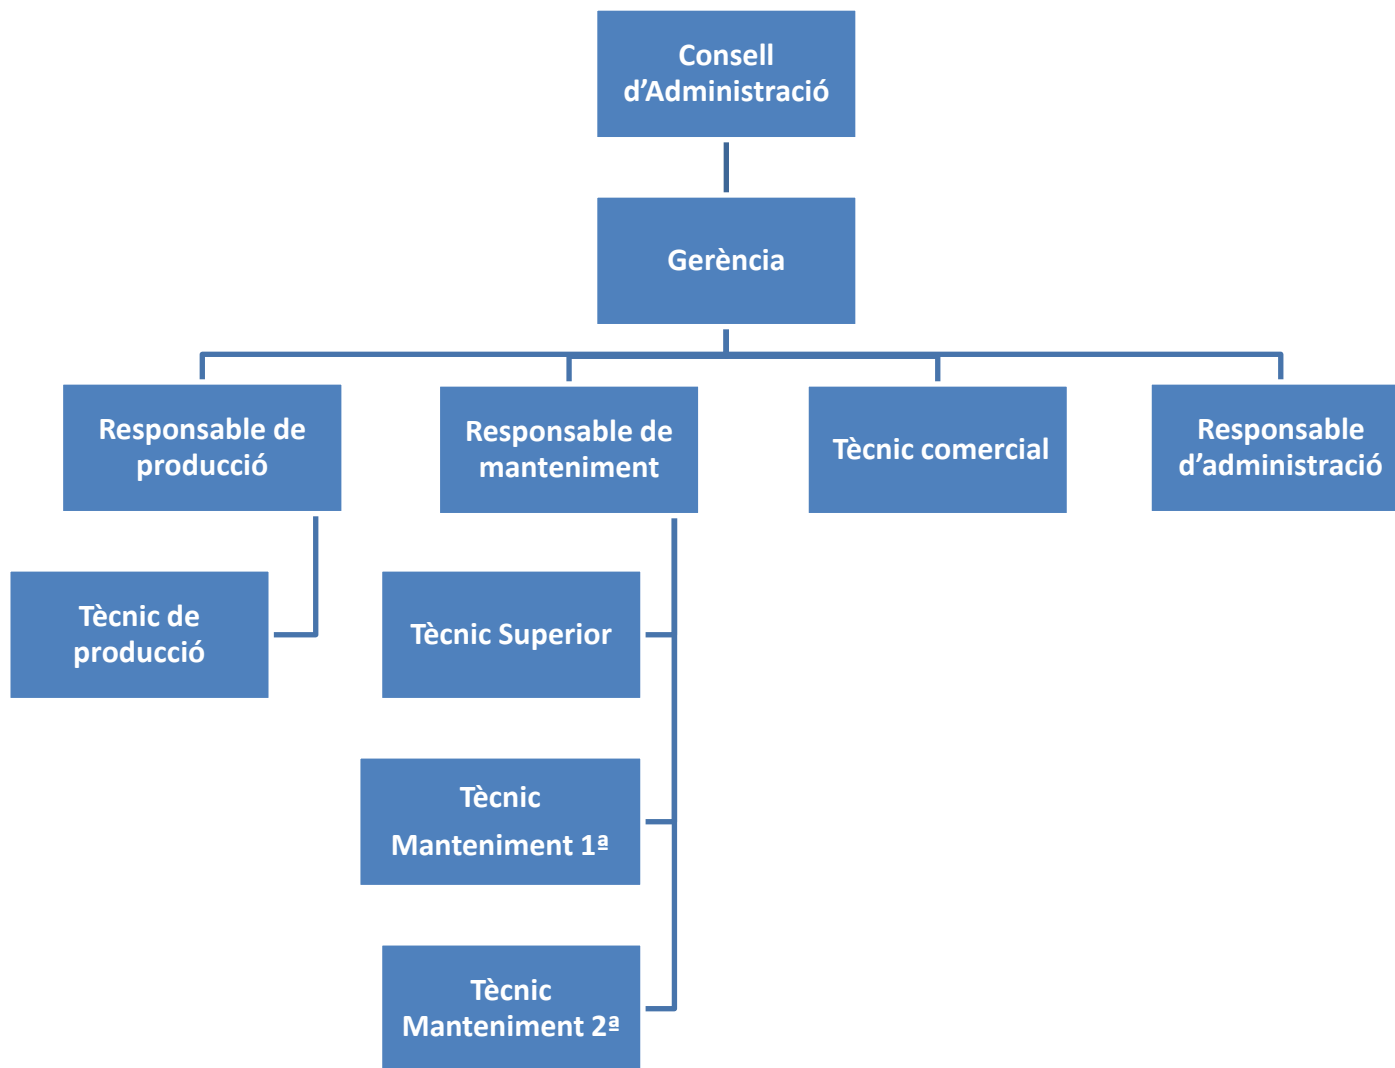 Consell
d’Administració
Gerència
Responsable de
producció
Responsable de
manteniment
Tècnic comercial
Responsable
d’administració
Tècnic de
producció
Tècnic Superior
Tècnic
Manteniment 1ª
Tècnic
Manteniment 2ª